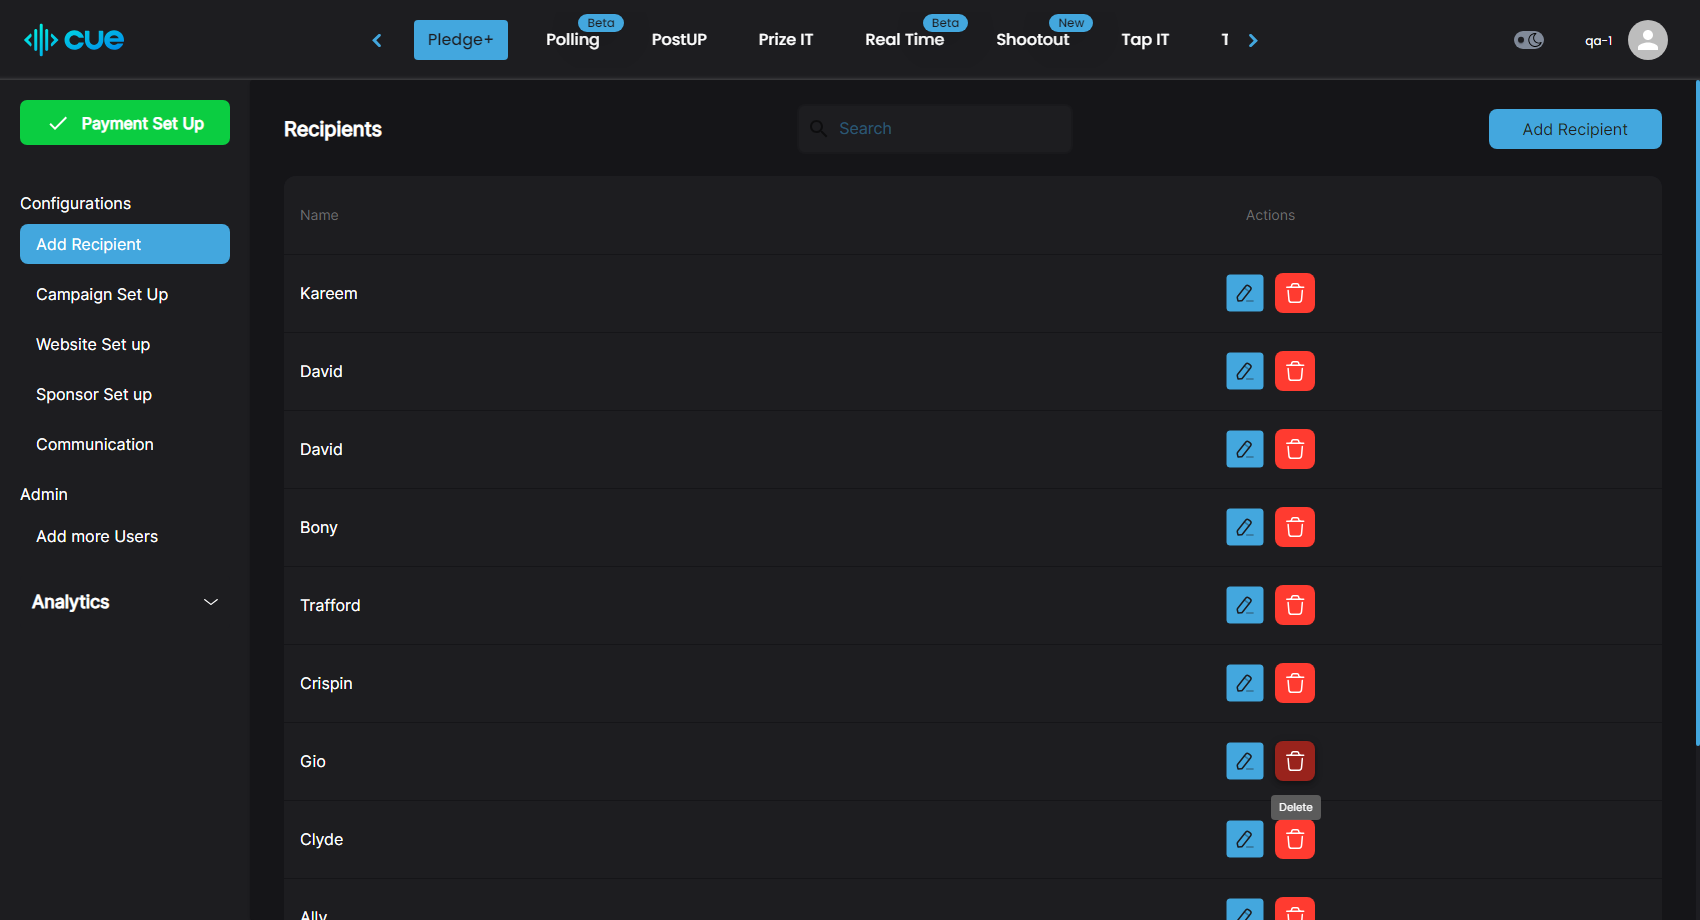 cue
Pledge+
Beta
Polling
PostUP
Prize IT
Beta
Real Time
New
Shootout
Tap IT
T
qa-1
Payment Set Up
Configurations
Add Recipient
Campaign Set Up
Website Set up
Sponsor Set up
Communication
Admin
Add more Users
Analytics
Recipients
Search
Add Recipient
Name
Actions
Kareem
David
David
Bony
Trafford
Crispin
Gio
Delete
Clyde
Ally